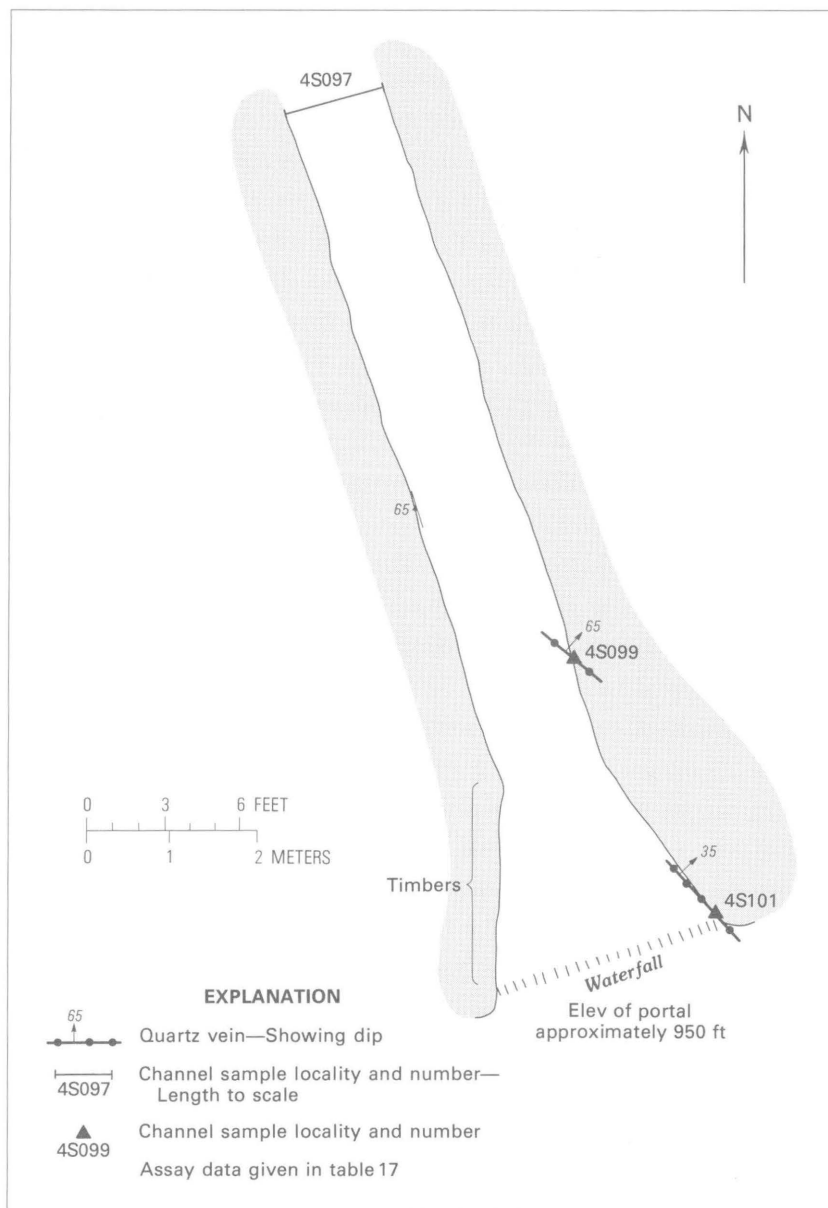 4S097
N
65
65
4S099
0 3 6 FEET
0 1 2 METERS
35
Timbers
4S101
Waterfall
Elev of portal
approximately 950 ft
EXPLANATION
65
Quartz vein—Showing dip
4S097
Channel sample locality and number—
Length to scale
4S099
Channel sample locality and number
Assay data given in table 17